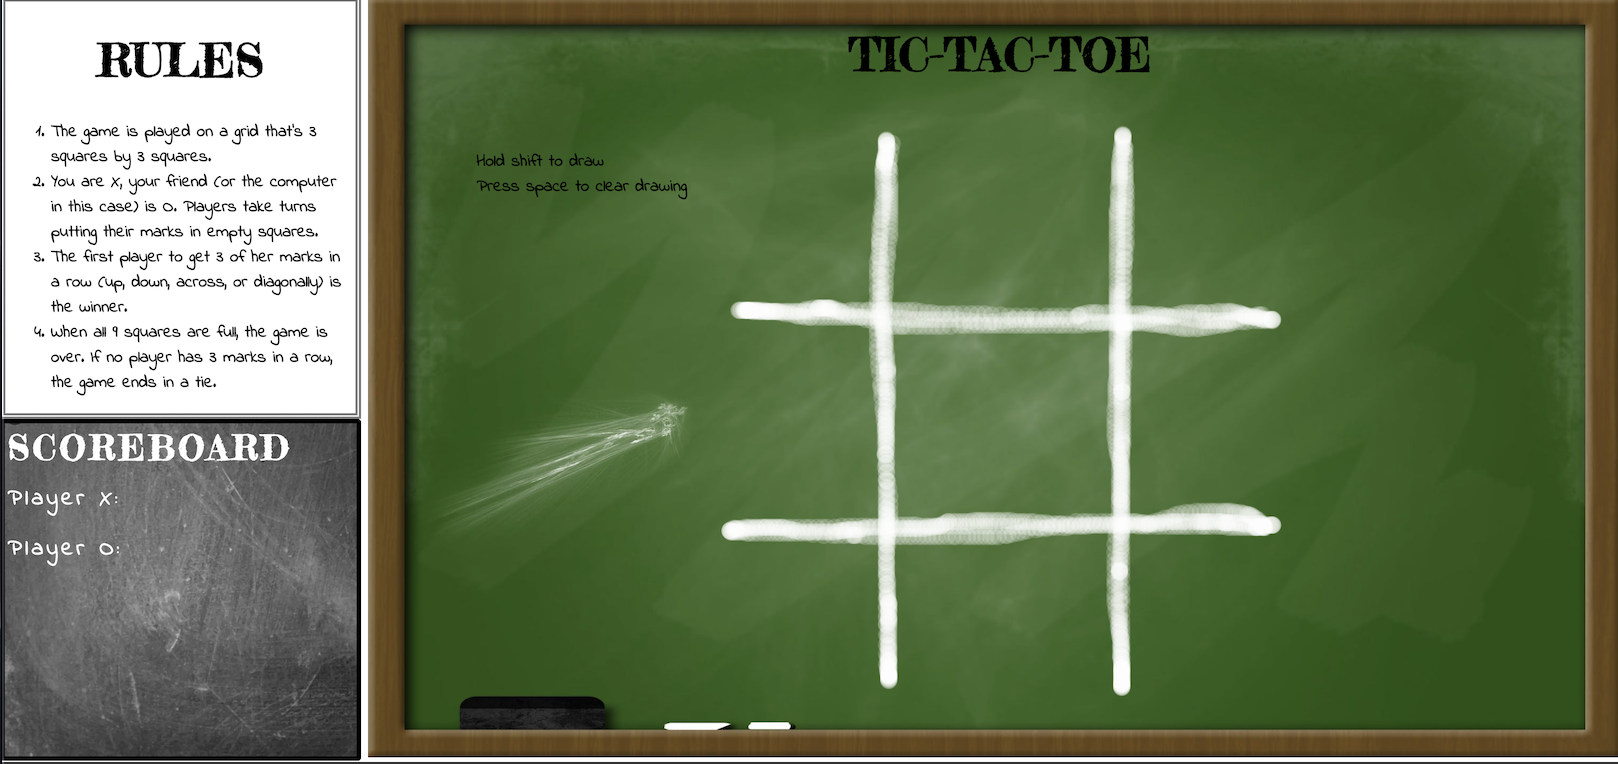 RULES
1. The game is played on a grid that's 3
squares by 3 squares.
2. You are X, your friend (or the computer
in this case) is O. Players take turns
putting their marks in empty squares.
3. The first player to get 3 of her marks in
a row (up, down, across, or diagonally) is
the winner.
4. When all 9 squares are full, the game is
over. If no player has 3 marks in a row,
the game ends in a tie.
SCOREBOARD
Player X:
Player O:
TIC-TAC-TOE
Hold shift to draw
Press space to clear drawing